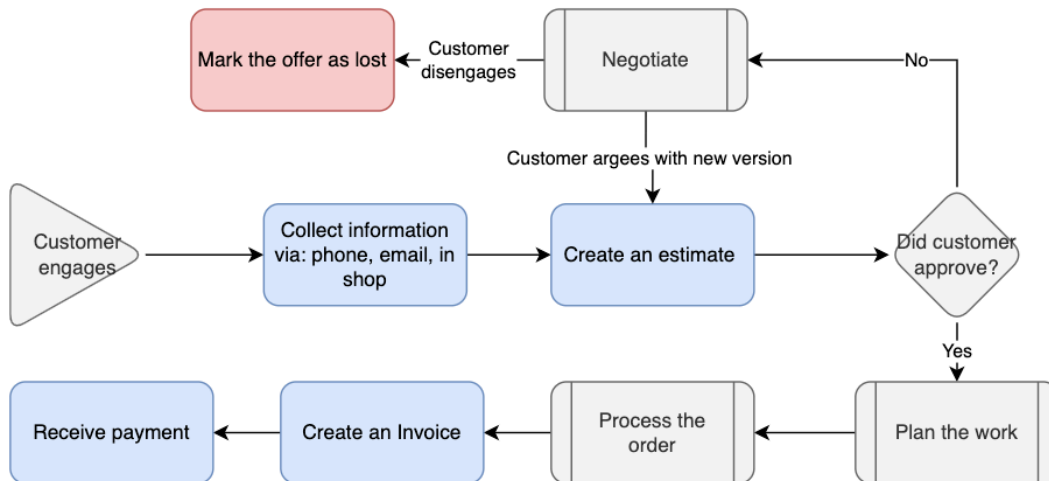 Mark the offer as lost
Customer
disengages
Negotiate
No
Customer argees with new version
Customer
engages
Collect information
via: phone, email, in
shop
Create an estimate
Did customer
approve?
Yes
Receive payment
Create an Invoice
Process the
order
Plan the work